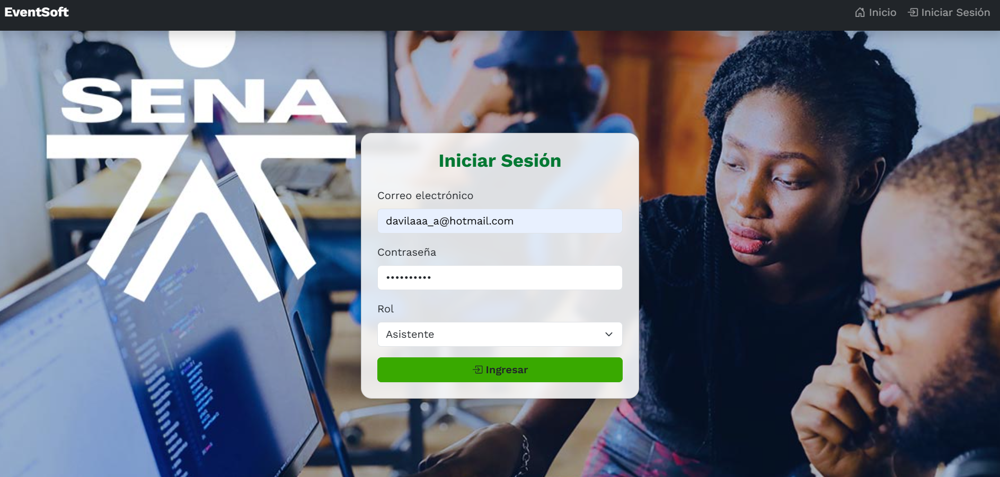 EventSoft
Inicio
Iniciar Sesión
SENA
Iniciar Sesión
Correo electrónico
davilaaa_a@hotmail.com
Contraseña
••••••••••
Rol
Asistente
Ingresar